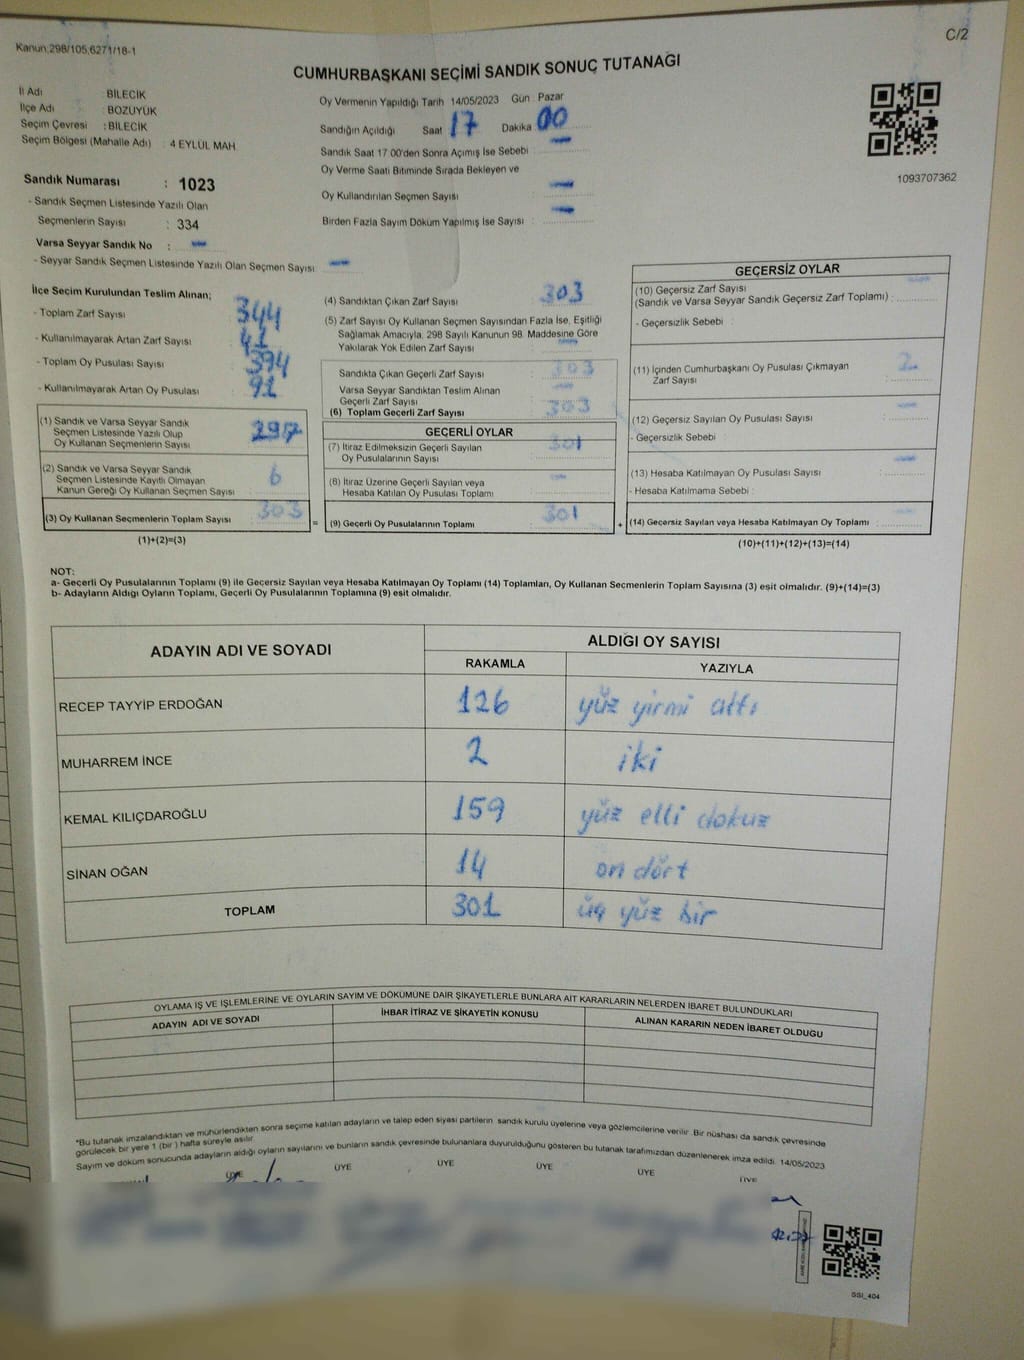 C/2
Kanun 298/105,6271/18-1
CUMHURBAŞKANI SEÇİMİ SANDIK SONUÇ TUTANAĞI
İl Adı : BİLECİK
İlçe Adı : BOZÜYÜK
Seçim Çevresi : BİLECİK
Seçim Bölgesi (Mahalle Adı) : 4 EYLÜL MAH
Sandık Numarası : 1023
- Sandık Seçmen Listesinde Yazılı Olan
Seçmenlerin Sayısı : 334
Varsa Seyyar Sandık No : -
- Seyyar Sandık Seçmen Listesinde Yazılı Olan Seçmen Sayısı: -
Oy Vermenin Yapıldığı Tarih 14/05/2023 Gün Pazar
Sandığın Açıldığı Saat 17 Dakika 00
Sandık Saat 17.00'den Sonra Açılmış İse Sebebi : -
Oy Verme Saati Bitiminde Sırada Bekleyen ve
Oy Kullandırılan Seçmen Sayısı : -
Birden Fazla Sayım Döküm Yapılmış İse Sayısı : -
1093707362
İlçe Seçim Kurulundan Teslim Alınan;
- Toplam Zarf Sayısı : 344
- Kullanılmayarak Artan Zarf Sayısı : 41
- Toplam Oy Pusulası Sayısı : 394
- Kullanılmayarak Artan Oy Pusulası : 91
(1) Sandık ve Varsa Seyyar Sandık
Seçmen Listesinde Yazılı Olup
Oy Kullanan Seçmenlerin Sayısı : 297
(2) Sandık ve Varsa Seyyar Sandık
Seçmen Listesinde Kayıtlı Olmayan
Kanun Gereği Oy Kullanan Seçmen Sayısı : 6
(3) Oy Kullanan Seçmenlerin Toplam Sayısı : 303
(1)+(2)=(3)
(4) Sandıktan Çıkan Zarf Sayısı : 303
(5) Zarf Sayısı Oy Kullanan Seçmen Sayısından Fazla İse, Eşitliği
Sağlamak Amacıyla, 298 Sayılı Kanunun 98. Maddesine Göre
Yakılarak Yok Edilen Zarf Sayısı : -
Sandıkta Çıkan Geçerli Zarf Sayısı : 303
Varsa Seyyar Sandıktan Teslim Alınan
Geçerli Zarf Sayısı : -
(6) Toplam Geçerli Zarf Sayısı : 303
GEÇERLİ OYLAR
(7) İtiraz Edilmeksizin Geçerli Sayılan
Oy Pusulalarının Sayısı : 301
(8) İtiraz Üzerine Geçerli Sayılan veya
Hesaba Katılan Oy Pusulası Toplamı : -
= (9) Geçerli Oy Pusulalarının Toplamı : 301 +
GEÇERSİZ OYLAR
(10) Geçersiz Zarf Sayısı
(Sandık ve Varsa Seyyar Sandık Geçersiz Zarf Toplamı) : -
- Geçersizlik Sebebi :
(11) İçinden Cumhurbaşkanı Oy Pusulası Çıkmayan
Zarf Sayısı : 2
(12) Geçersiz Sayılan Oy Pusulası Sayısı : -
- Geçersizlik Sebebi :
(13) Hesaba Katılmayan Oy Pusulası Sayısı : -
- Hesaba Katılmama Sebebi :
(14) Geçersiz Sayılan veya Hesaba Katılmayan Oy Toplamı :
(10)+(11)+(12)+(13)=(14)
NOT:
a- Geçerli Oy Pusulalarının Toplamı (9) ile Geçersiz Sayılan veya Hesaba Katılmayan Oy Toplamı (14) Toplamları, Oy Kullanan Seçmenlerin Toplam Sayısına (3) eşit olmalıdır. (9)+(14)=(3)
b- Adayların Aldığı Oyların Toplamı, Geçerli Oy Pusulalarının Toplamına (9) eşit olmalıdır.
ADAYIN ADI VE SOYADI ALDIĞI OY SAYISI
RAKAMLA YAZIYLA
RECEP TAYYİP ERDOĞAN 126 yüz yirmi altı
MUHARREM İNCE 2 iki
KEMAL KILIÇDAROĞLU 159 yüz elli dokuz
SİNAN OĞAN 14 on dört
TOPLAM 301 üç yüz bir
OYLAMA İŞ VE İŞLEMLERİNE VE OYLARIN SAYIM VE DÖKÜMÜNE DAİR ŞİKAYETLERLE BUNLARA AİT KARARLARIN NELERDEN İBARET BULUNDUKLARI
ADAYIN ADI VE SOYADI İHBAR İTİRAZ VE ŞİKAYETİN KONUSU ALINAN KARARIN NEDEN İBARET OLDUĞU
*Bu tutanak imzalandıktan ve mühürlendikten sonra seçime katılan adayların ve talep eden siyasi partilerin sandık kurulu üyelerine veya gözlemcilerine verilir. Bir nüshası da sandık çevresinde
görülecek bir yere 1 (bir) hafta süreyle asılır.
Sayım ve döküm sonucunda adayların aldığı oyların sayılarını ve bunların sandık çevresinde bulunanlara duyurulduğunu gösteren bu tutanak tarafımızdan düzenlenerek imza edildi. 14/05/2023
ÜYE ÜYE ÜYE ÜYE ÜYE ÜYE
SSI_404